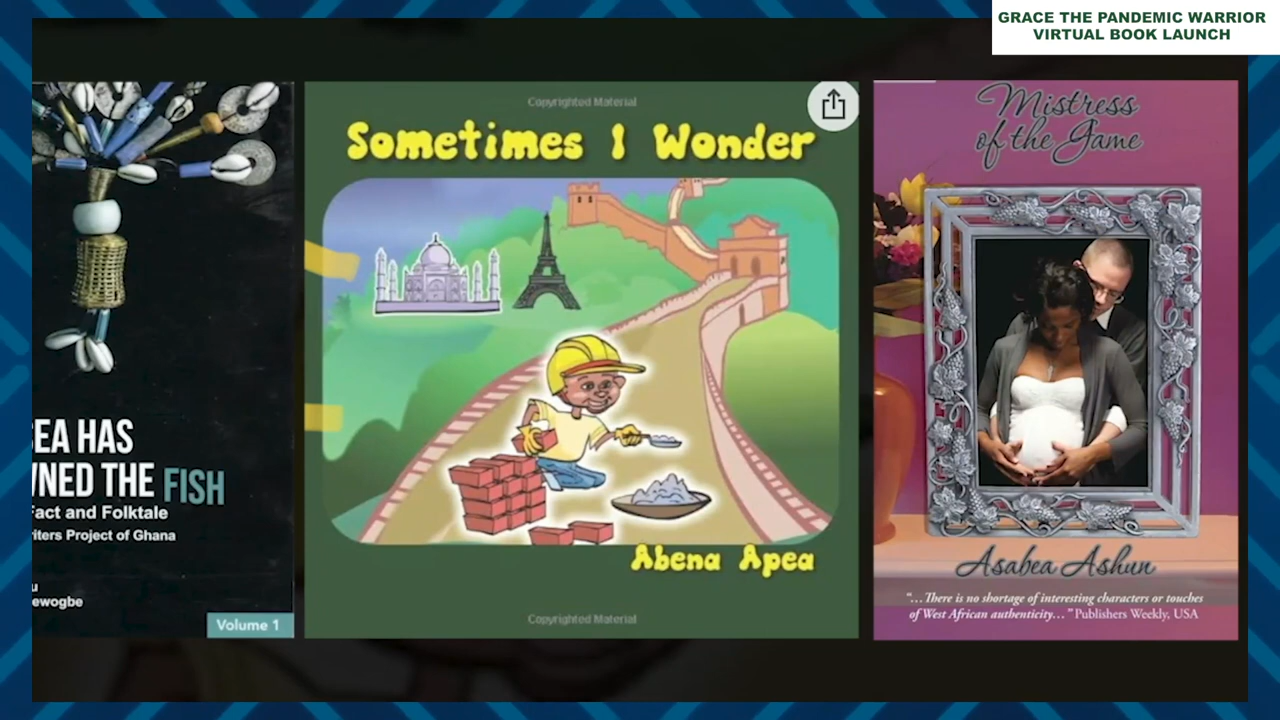 GRACE THE PANDEMIC WARRIOR
VIRTUAL BOOK LAUNCH
EA HAS
NED THE FISH
Fact and Folktale
riters Project of Ghana
u
ewogbe
Volume 1
Copyrighted Material
Sometimes I Wonder
Abena Apea
Copyrighted Material
Mistress
of the Game
Asabea Ashun
“...There is no shortage of interesting characters or touches
of West African authenticity...” Publishers Weekly, USA